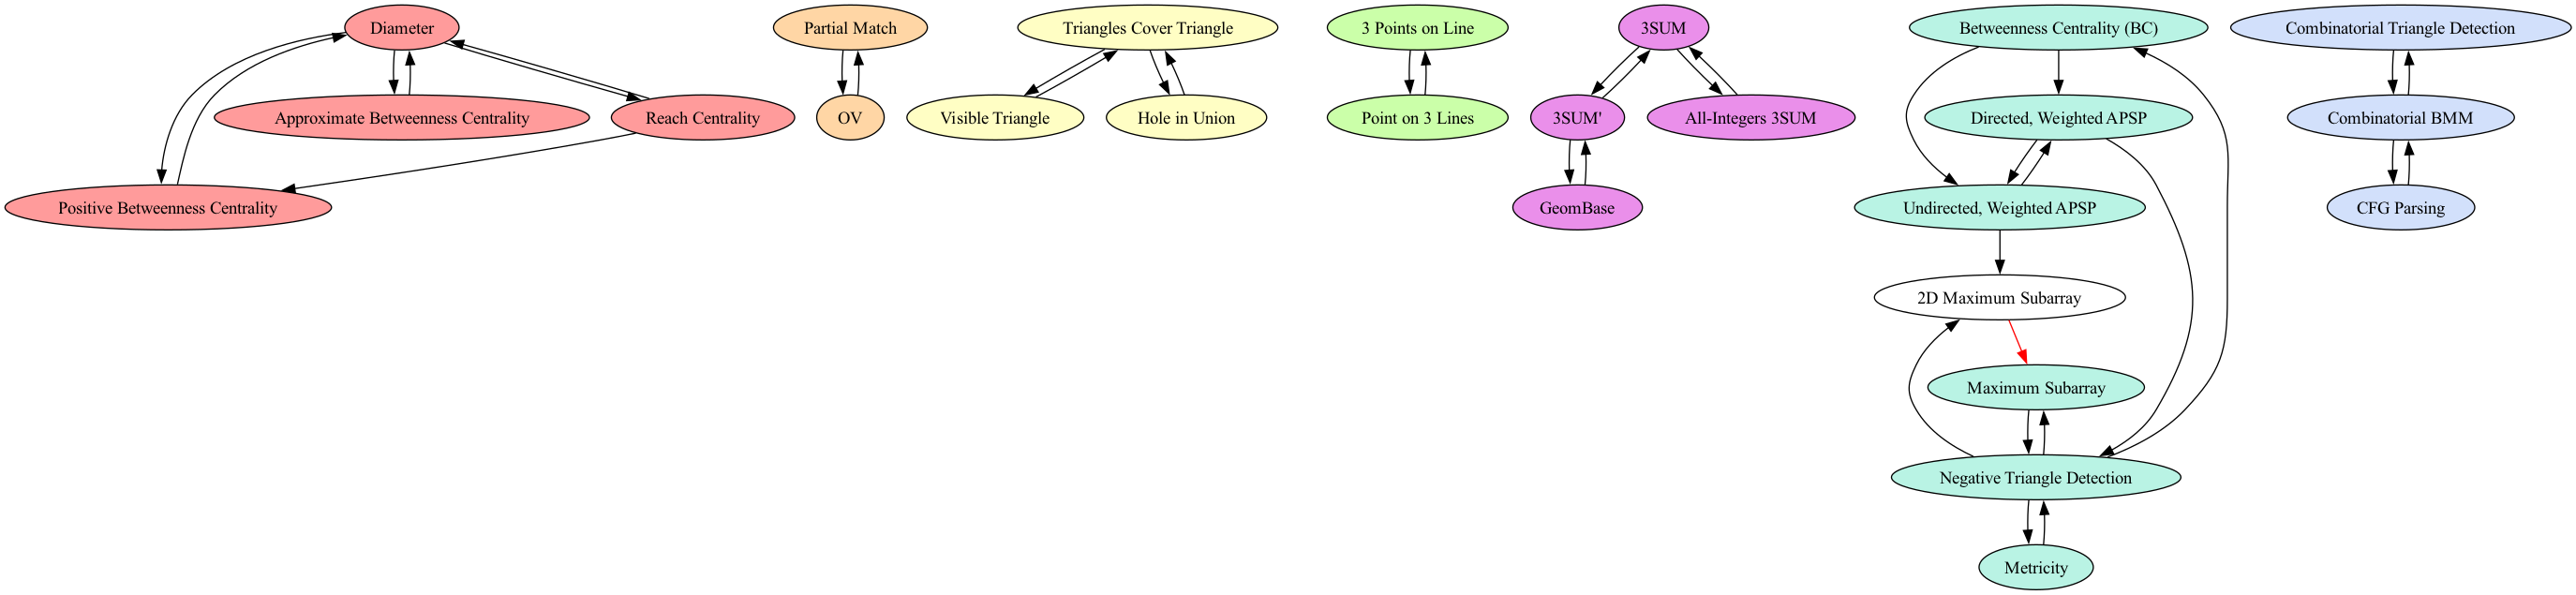 Diameter
Partial Match
Triangles Cover Triangle
3 Points on Line
3SUM
Betweenness Centrality (BC)
Combinatorial Triangle Detection
Approximate Betweenness Centrality
Reach Centrality
OV
Visible Triangle
Hole in Union
Point on 3 Lines
3SUM'
All-Integers 3SUM
Directed, Weighted APSP
Combinatorial BMM
Positive Betweenness Centrality
GeomBase
Undirected, Weighted APSP
CFG Parsing
2D Maximum Subarray
Maximum Subarray
Negative Triangle Detection
Metricity